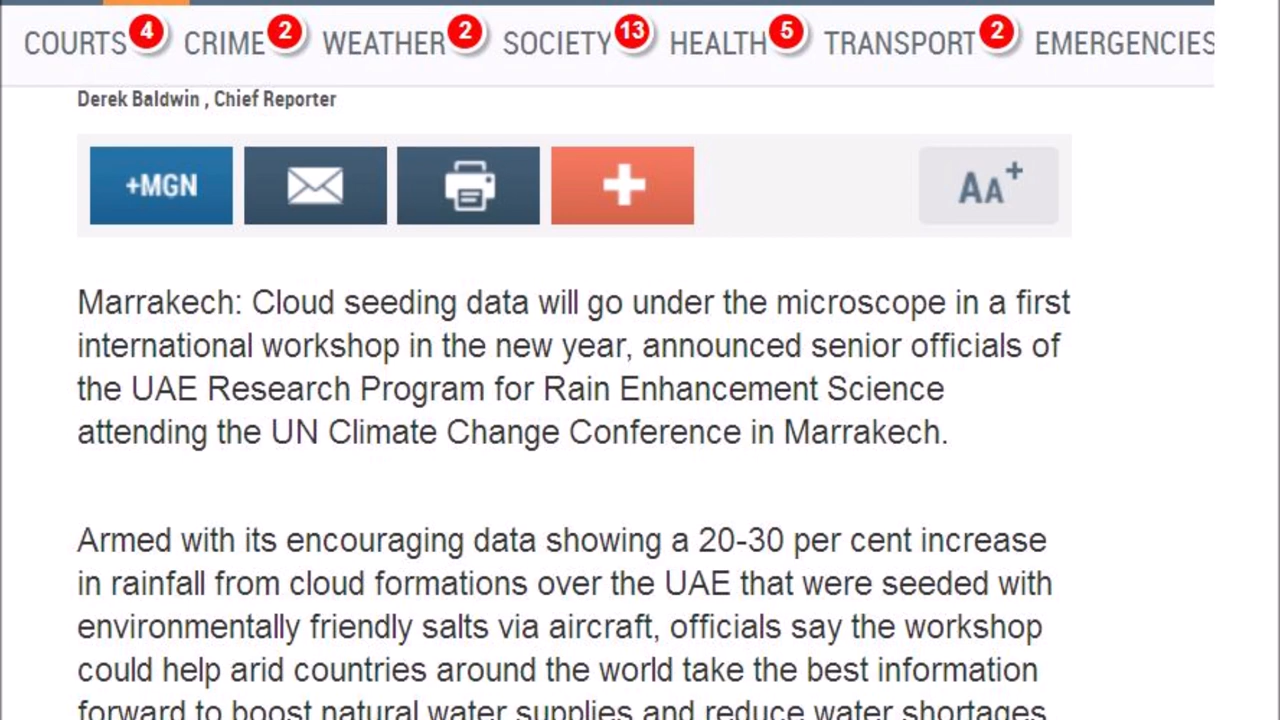 COURTS 4 CRIME 2 WEATHER 2 SOCIETY 13 HEALTH 5 TRANSPORT 2 EMERGENCIES
Derek Baldwin , Chief Reporter
+MGN AA+
Marrakech: Cloud seeding data will go under the microscope in a first
international workshop in the new year, announced senior officials of
the UAE Research Program for Rain Enhancement Science
attending the UN Climate Change Conference in Marrakech.
Armed with its encouraging data showing a 20-30 per cent increase
in rainfall from cloud formations over the UAE that were seeded with
environmentally friendly salts via aircraft, officials say the workshop
could help arid countries around the world take the best information
forward to boost natural water supplies and reduce water shortages